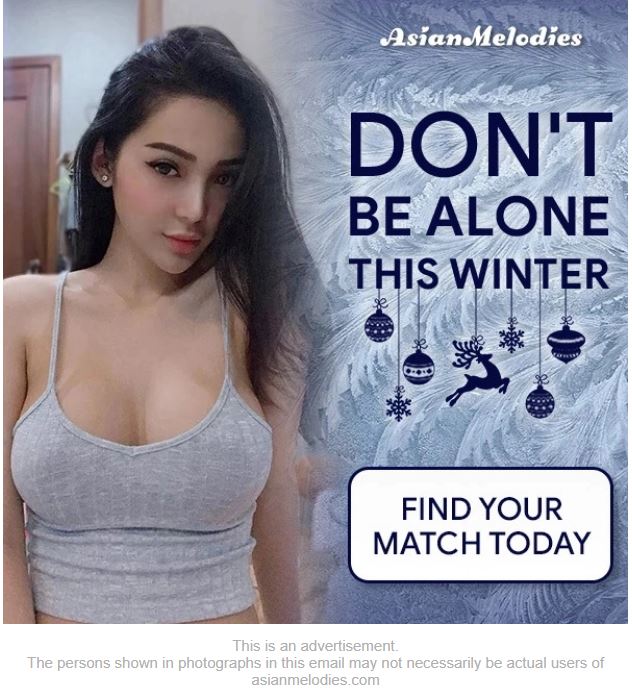 AsianMelodies
DON'T
BE ALONE
THIS WINTER
FIND YOUR
MATCH TODAY
This is an advertisement.
The persons shown in photographs in this email may not necessarily be actual users of
asianmelodies.com